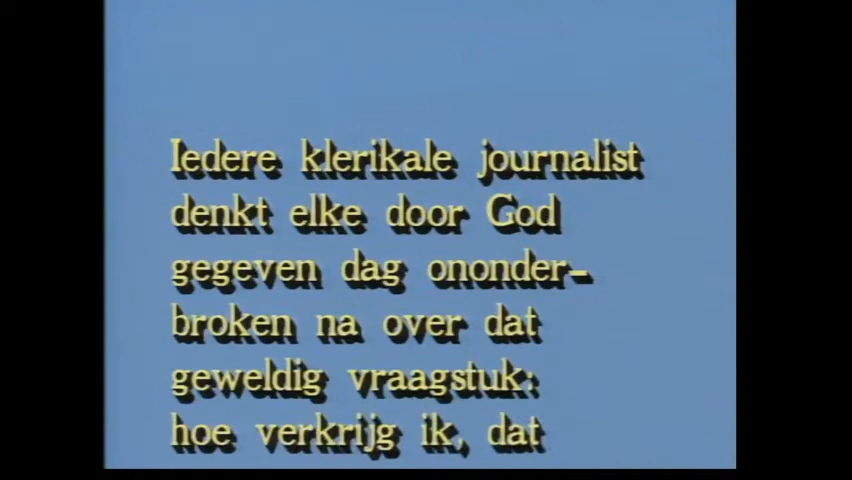 Iedere klerikale journalist
denkt elke door God
gegeven dag ononder-
broken na over dat
geweldig vraagstuk:
hoe verkrijg ik, dat